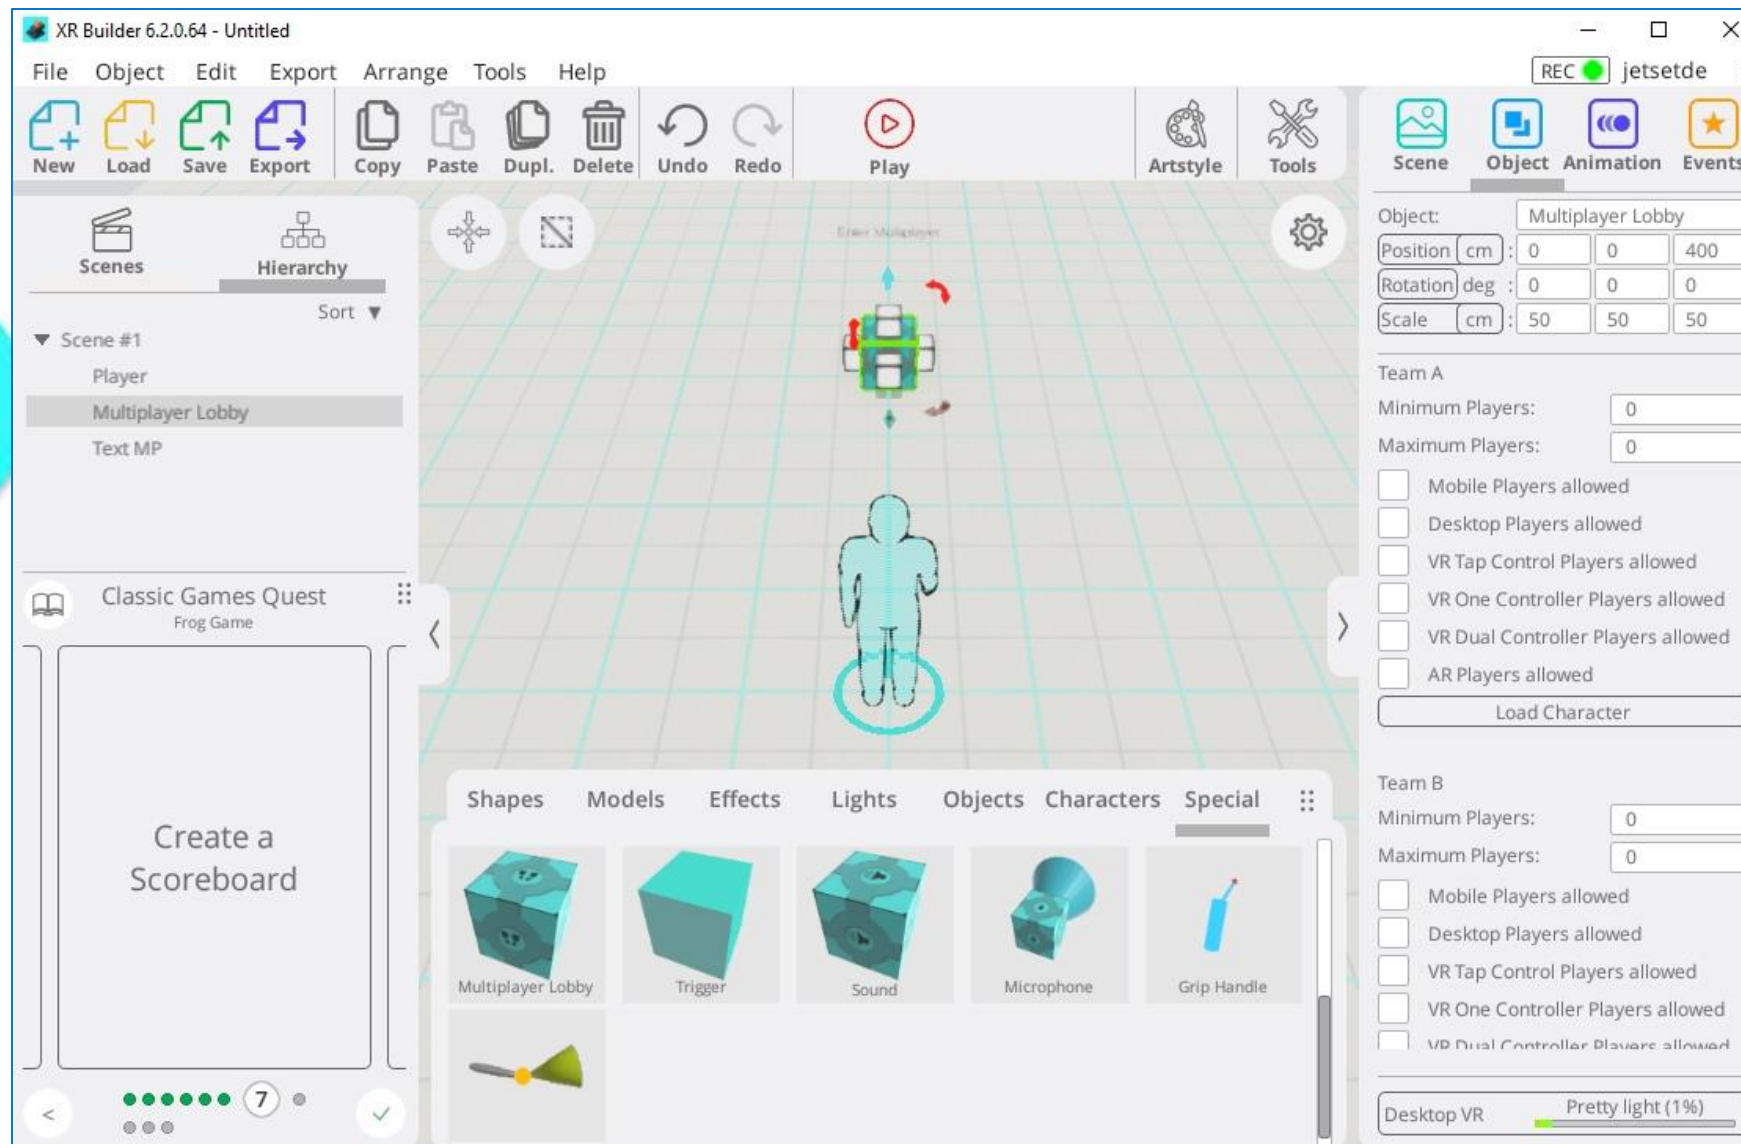 XR Builder 6.2.0.64 - Untitled
File Object Edit Export Arrange Tools Help
REC jetsetde
New Load Save Export Copy Paste Dupl. Delete Undo Redo Play Artstyle Tools
Scene Object Animation Events
Scenes Hierarchy
Sort ▼
Scene #1
Player
Multiplayer Lobby
Text MP
Classic Games Quest
Frog Game
Create a
Scoreboard
< 7
Enter Multiplayer
Shapes Models Effects Lights Objects Characters Special
Multiplayer Lobby Trigger Sound Microphone Grip Handle
Object: Multiplayer Lobby
Position cm : 0 0 400
Rotation deg : 0 0 0
Scale cm : 50 50 50
Team A
Minimum Players: 0
Maximum Players: 0
Mobile Players allowed
Desktop Players allowed
VR Tap Control Players allowed
VR One Controller Players allowed
VR Dual Controller Players allowed
AR Players allowed
Load Character
Team B
Minimum Players: 0
Maximum Players: 0
Mobile Players allowed
Desktop Players allowed
VR Tap Control Players allowed
VR One Controller Players allowed
VR Dual Controller Players allowed
Desktop VR Pretty light (1%)